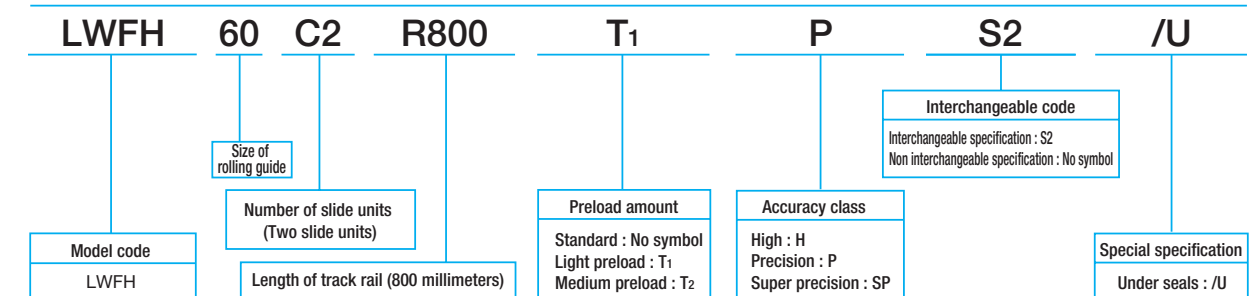 LWFH 60 C2 R800 T1 P S2 /U
Interchangeable code
Interchangeable specification : S2
Non interchangeable specification : No symbol
Size of
rolling guide
Number of slide units
(Two slide units)
Preload amount
Standard : No symbol
Light preload : T1
Medium preload : T2
Accuracy class
High : H
Precision : P
Super precision : SP
Model code
LWFH
Length of track rail (800 millimeters)
Special specification
Under seals : /U